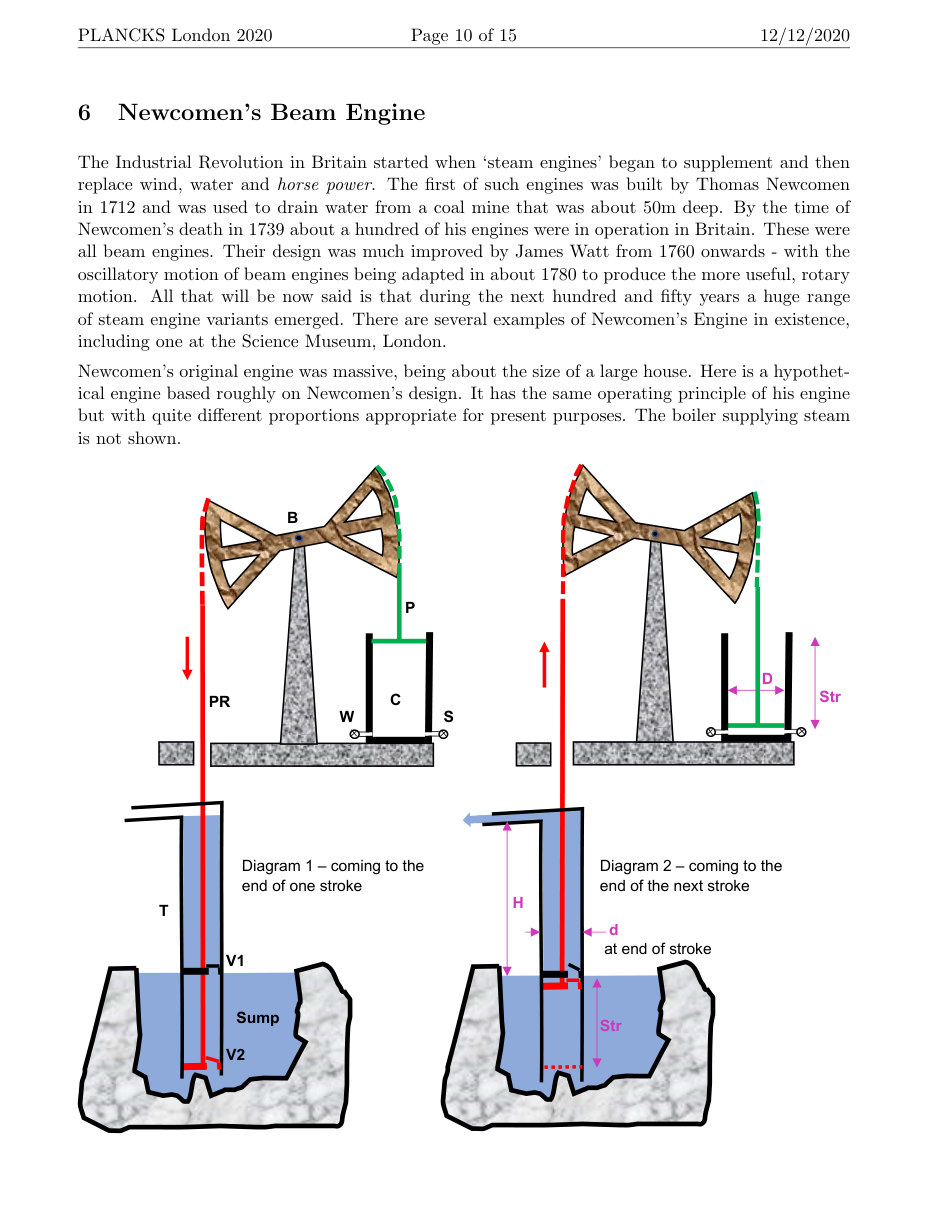 PLANCKS London 2020 Page 10 of 15 12/12/2020
6 Newcomen's Beam Engine
The Industrial Revolution in Britain started when 'steam engines' began to supplement and then
replace wind, water and horse power. The first of such engines was built by Thomas Newcomen
in 1712 and was used to drain water from a coal mine that was about 50m deep. By the time of
Newcomen's death in 1739 about a hundred of his engines were in operation in Britain. These were
all beam engines. Their design was much improved by James Watt from 1760 onwards - with the
oscillatory motion of beam engines being adapted in about 1780 to produce the more useful, rotary
motion. All that will be now said is that during the next hundred and fifty years a huge range
of steam engine variants emerged. There are several examples of Newcomen's Engine in existence,
including one at the Science Museum, London.
Newcomen's original engine was massive, being about the size of a large house. Here is a hypothet-
ical engine based roughly on Newcomen's design. It has the same operating principle of his engine
but with quite different proportions appropriate for present purposes. The boiler supplying steam
is not shown.
B
P
PR
C
W
S
D
Str
Diagram 1 – coming to the
end of one stroke
T
V1
Sump
V2
Diagram 2 – coming to the
end of the next stroke
H
d
at end of stroke
Str